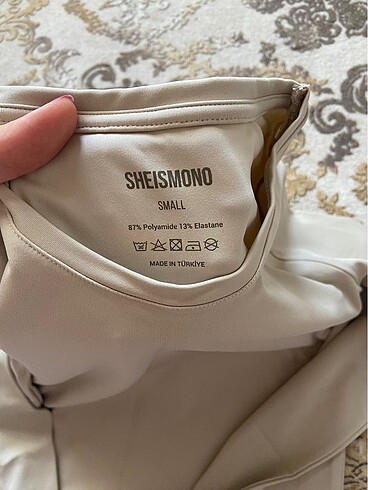 SHEISMONO
SMALL
87% Polyamide 13% Elastane
MADE IN TÜRKİYE